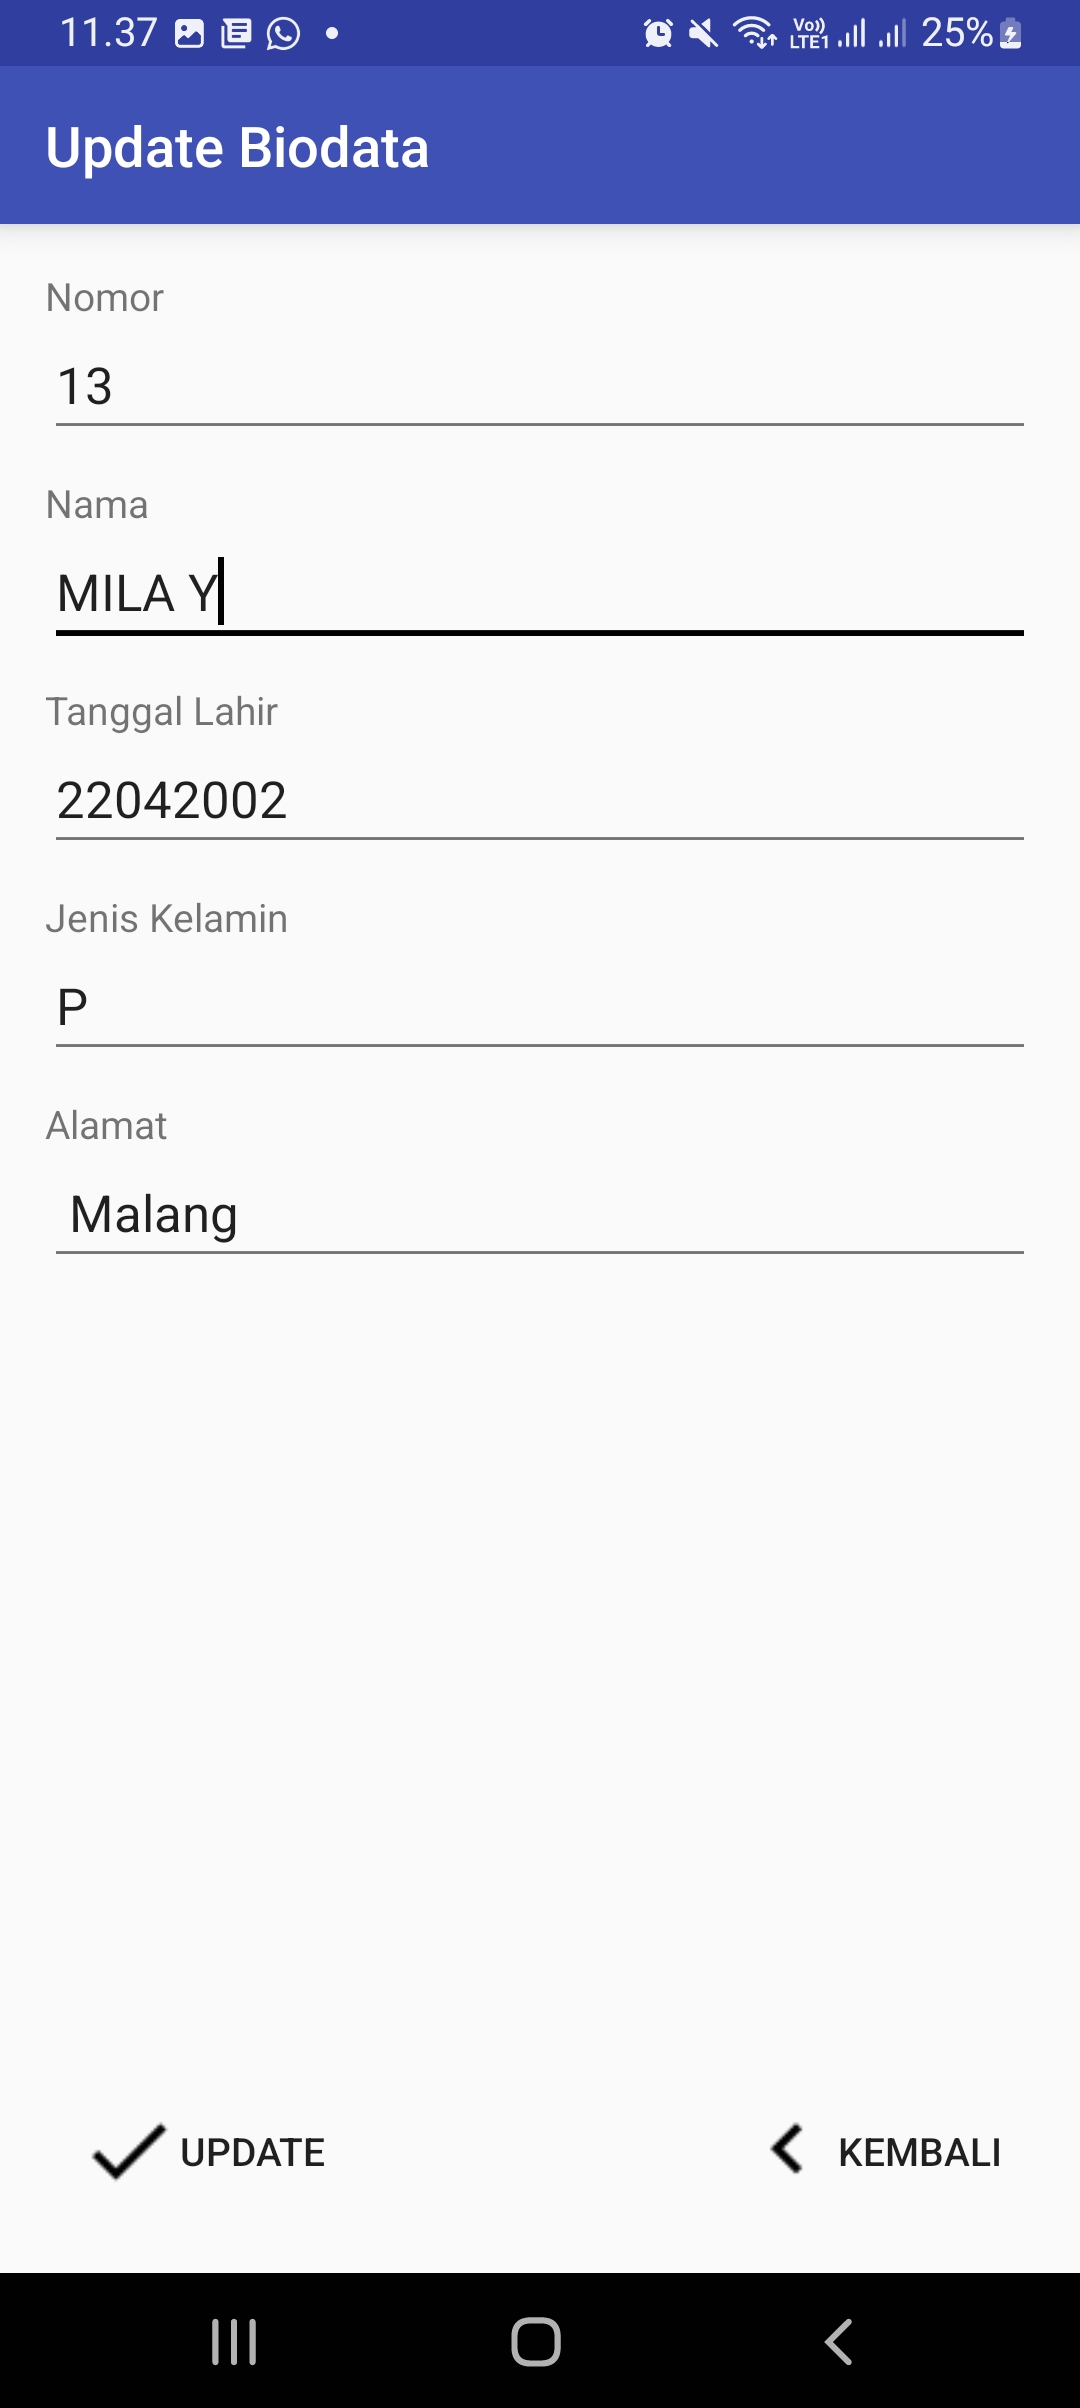 11.37 Vo)) LTE1 25%
Update Biodata
Nomor
13
Nama
MILA Y
Tanggal Lahir
22042002
Jenis Kelamin
P
Alamat
Malang
UPDATE KEMBALI